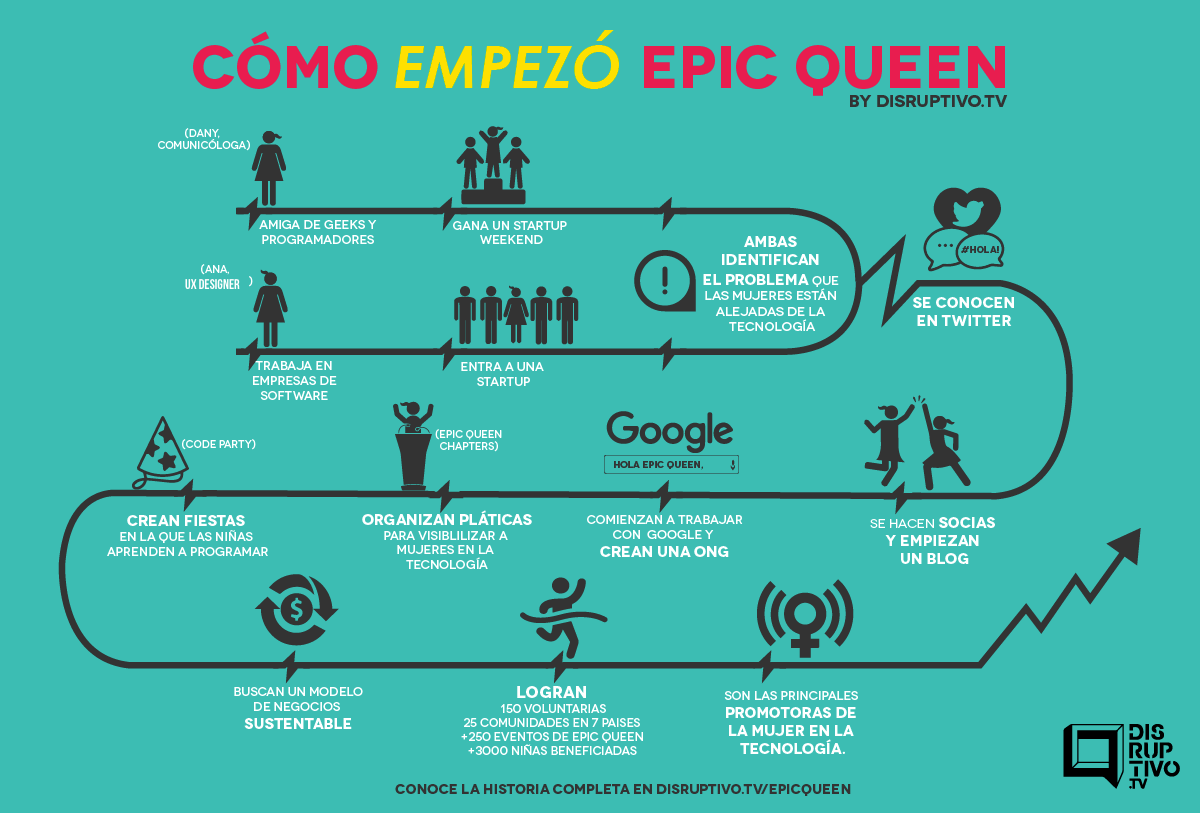 CÓMO EMPEZÓ EPIC QUEEN
BY DISRUPTIVO.TV
(DANY,
COMUNICÓLOGA)
AMIGA DE GEEKS Y
PROGRAMADORES
GANA UN STARTUP
WEEKEND
(ANA,
UX DESIGNER )
TRABAJA EN
EMPRESAS DE
SOFTWARE
ENTRA A UNA
STARTUP
!
AMBAS
IDENTIFICAN
EL PROBLEMA QUE
LAS MUJERES ESTÁN
ALEJADAS DE LA
TECNOLOGÍA
...
#HOLA!
SE CONOCEN
EN TWITTER
SE HACEN SOCIAS
Y EMPIEZAN
UN BLOG
Google
HOLA EPIC QUEEN,
COMIENZAN A TRABAJAR
CON GOOGLE Y
CREAN UNA ONG
(EPIC QUEEN
CHAPTERS)
ORGANIZAN PLÁTICAS
PARA VISIBLILIZAR A
MUJERES EN LA
TECNOLOGÍA
(CODE PARTY)
CREAN FIESTAS
EN LA QUE LAS NIÑAS
APRENDEN A PROGRAMAR
$
BUSCAN UN MODELO
DE NEGOCIOS
SUSTENTABLE
LOGRAN
150 VOLUNTARIAS
25 COMUNIDADES EN 7 PAISES
+250 EVENTOS DE EPIC QUEEN
+3000 NIÑAS BENEFICIADAS
SON LAS PRINCIPALES
PROMOTORAS DE
LA MUJER EN LA
TECNOLOGÍA.
DIS
RUP
TIVO
.TV
CONOCE LA HISTORIA COMPLETA EN DISRUPTIVO.TV/EPICQUEEN